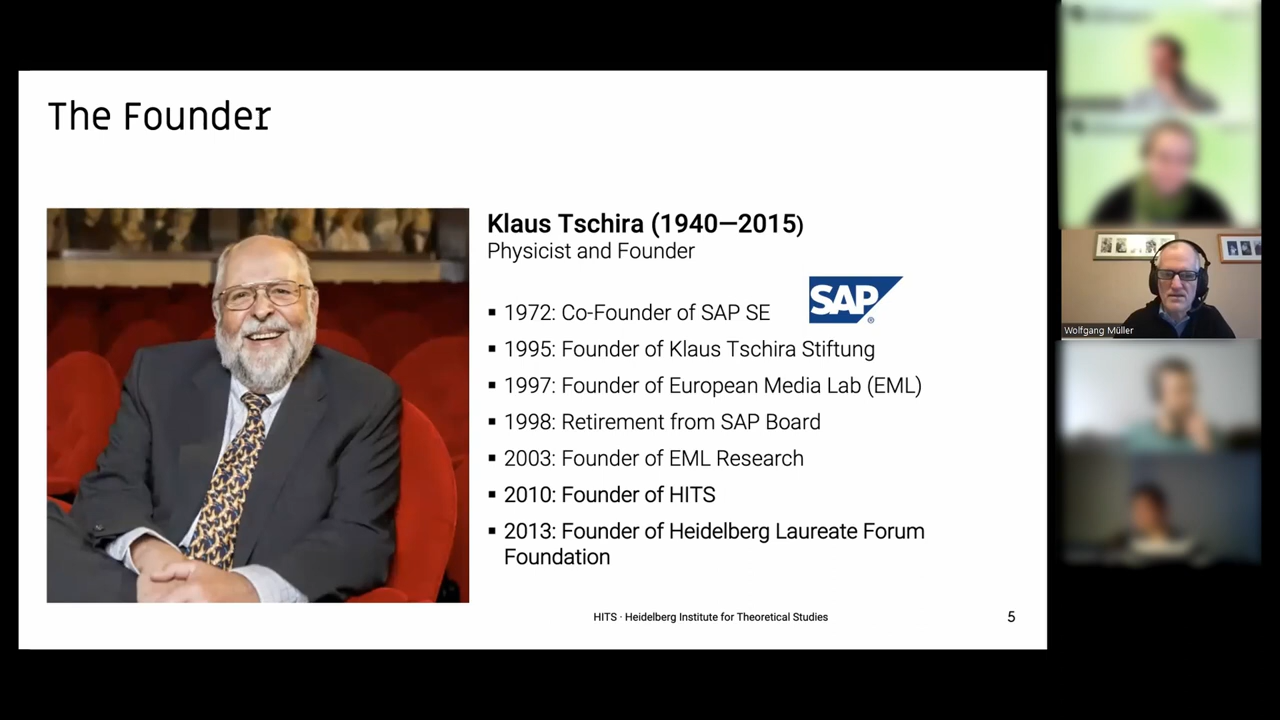 The Founder
Klaus Tschira (1940—2015)
Physicist and Founder
SAP
®
▪ 1972: Co-Founder of SAP SE
▪ 1995: Founder of Klaus Tschira Stiftung
▪ 1997: Founder of European Media Lab (EML)
▪ 1998: Retirement from SAP Board
▪ 2003: Founder of EML Research
▪ 2010: Founder of HITS
▪ 2013: Founder of Heidelberg Laureate Forum
Foundation
HITS · Heidelberg Institute for Theoretical Studies
5
Wolfgang Müller